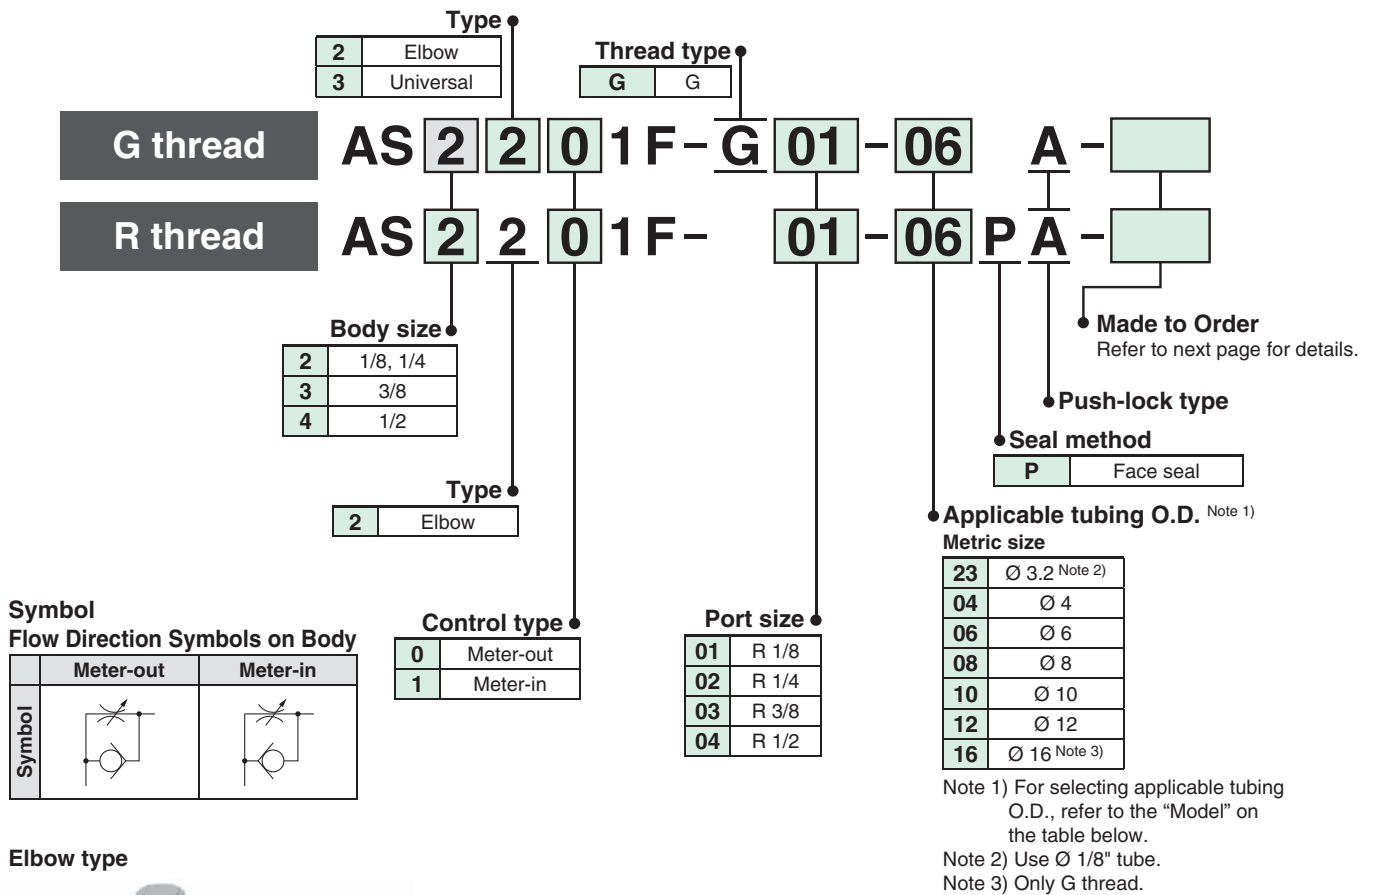 Type
2 Elbow
3 Universal
Thread type
G G
G thread AS 2 2 0 1 F - G 01 - 06 A -
R thread AS 2 2 0 1 F - 01 - 06 P A -
Body size
2 1/8, 1/4
3 3/8
4 1/2
Type
2 Elbow
Control type
0 Meter-out
1 Meter-in
Port size
01 R 1/8
02 R 1/4
03 R 3/8
04 R 1/2
Made to Order
Refer to next page for details.
Push-lock type
Seal method
P Face seal
Applicable tubing O.D. Note 1)
Metric size
23 Ø 3.2 Note 2)
04 Ø 4
06 Ø 6
08 Ø 8
10 Ø 10
12 Ø 12
16 Ø 16 Note 3)
Note 1) For selecting applicable tubing
O.D., refer to the “Model” on
the table below.
Note 2) Use Ø 1/8" tube.
Note 3) Only G thread.
Symbol
Flow Direction Symbols on Body
Meter-out Meter-in
Symbol
Elbow type